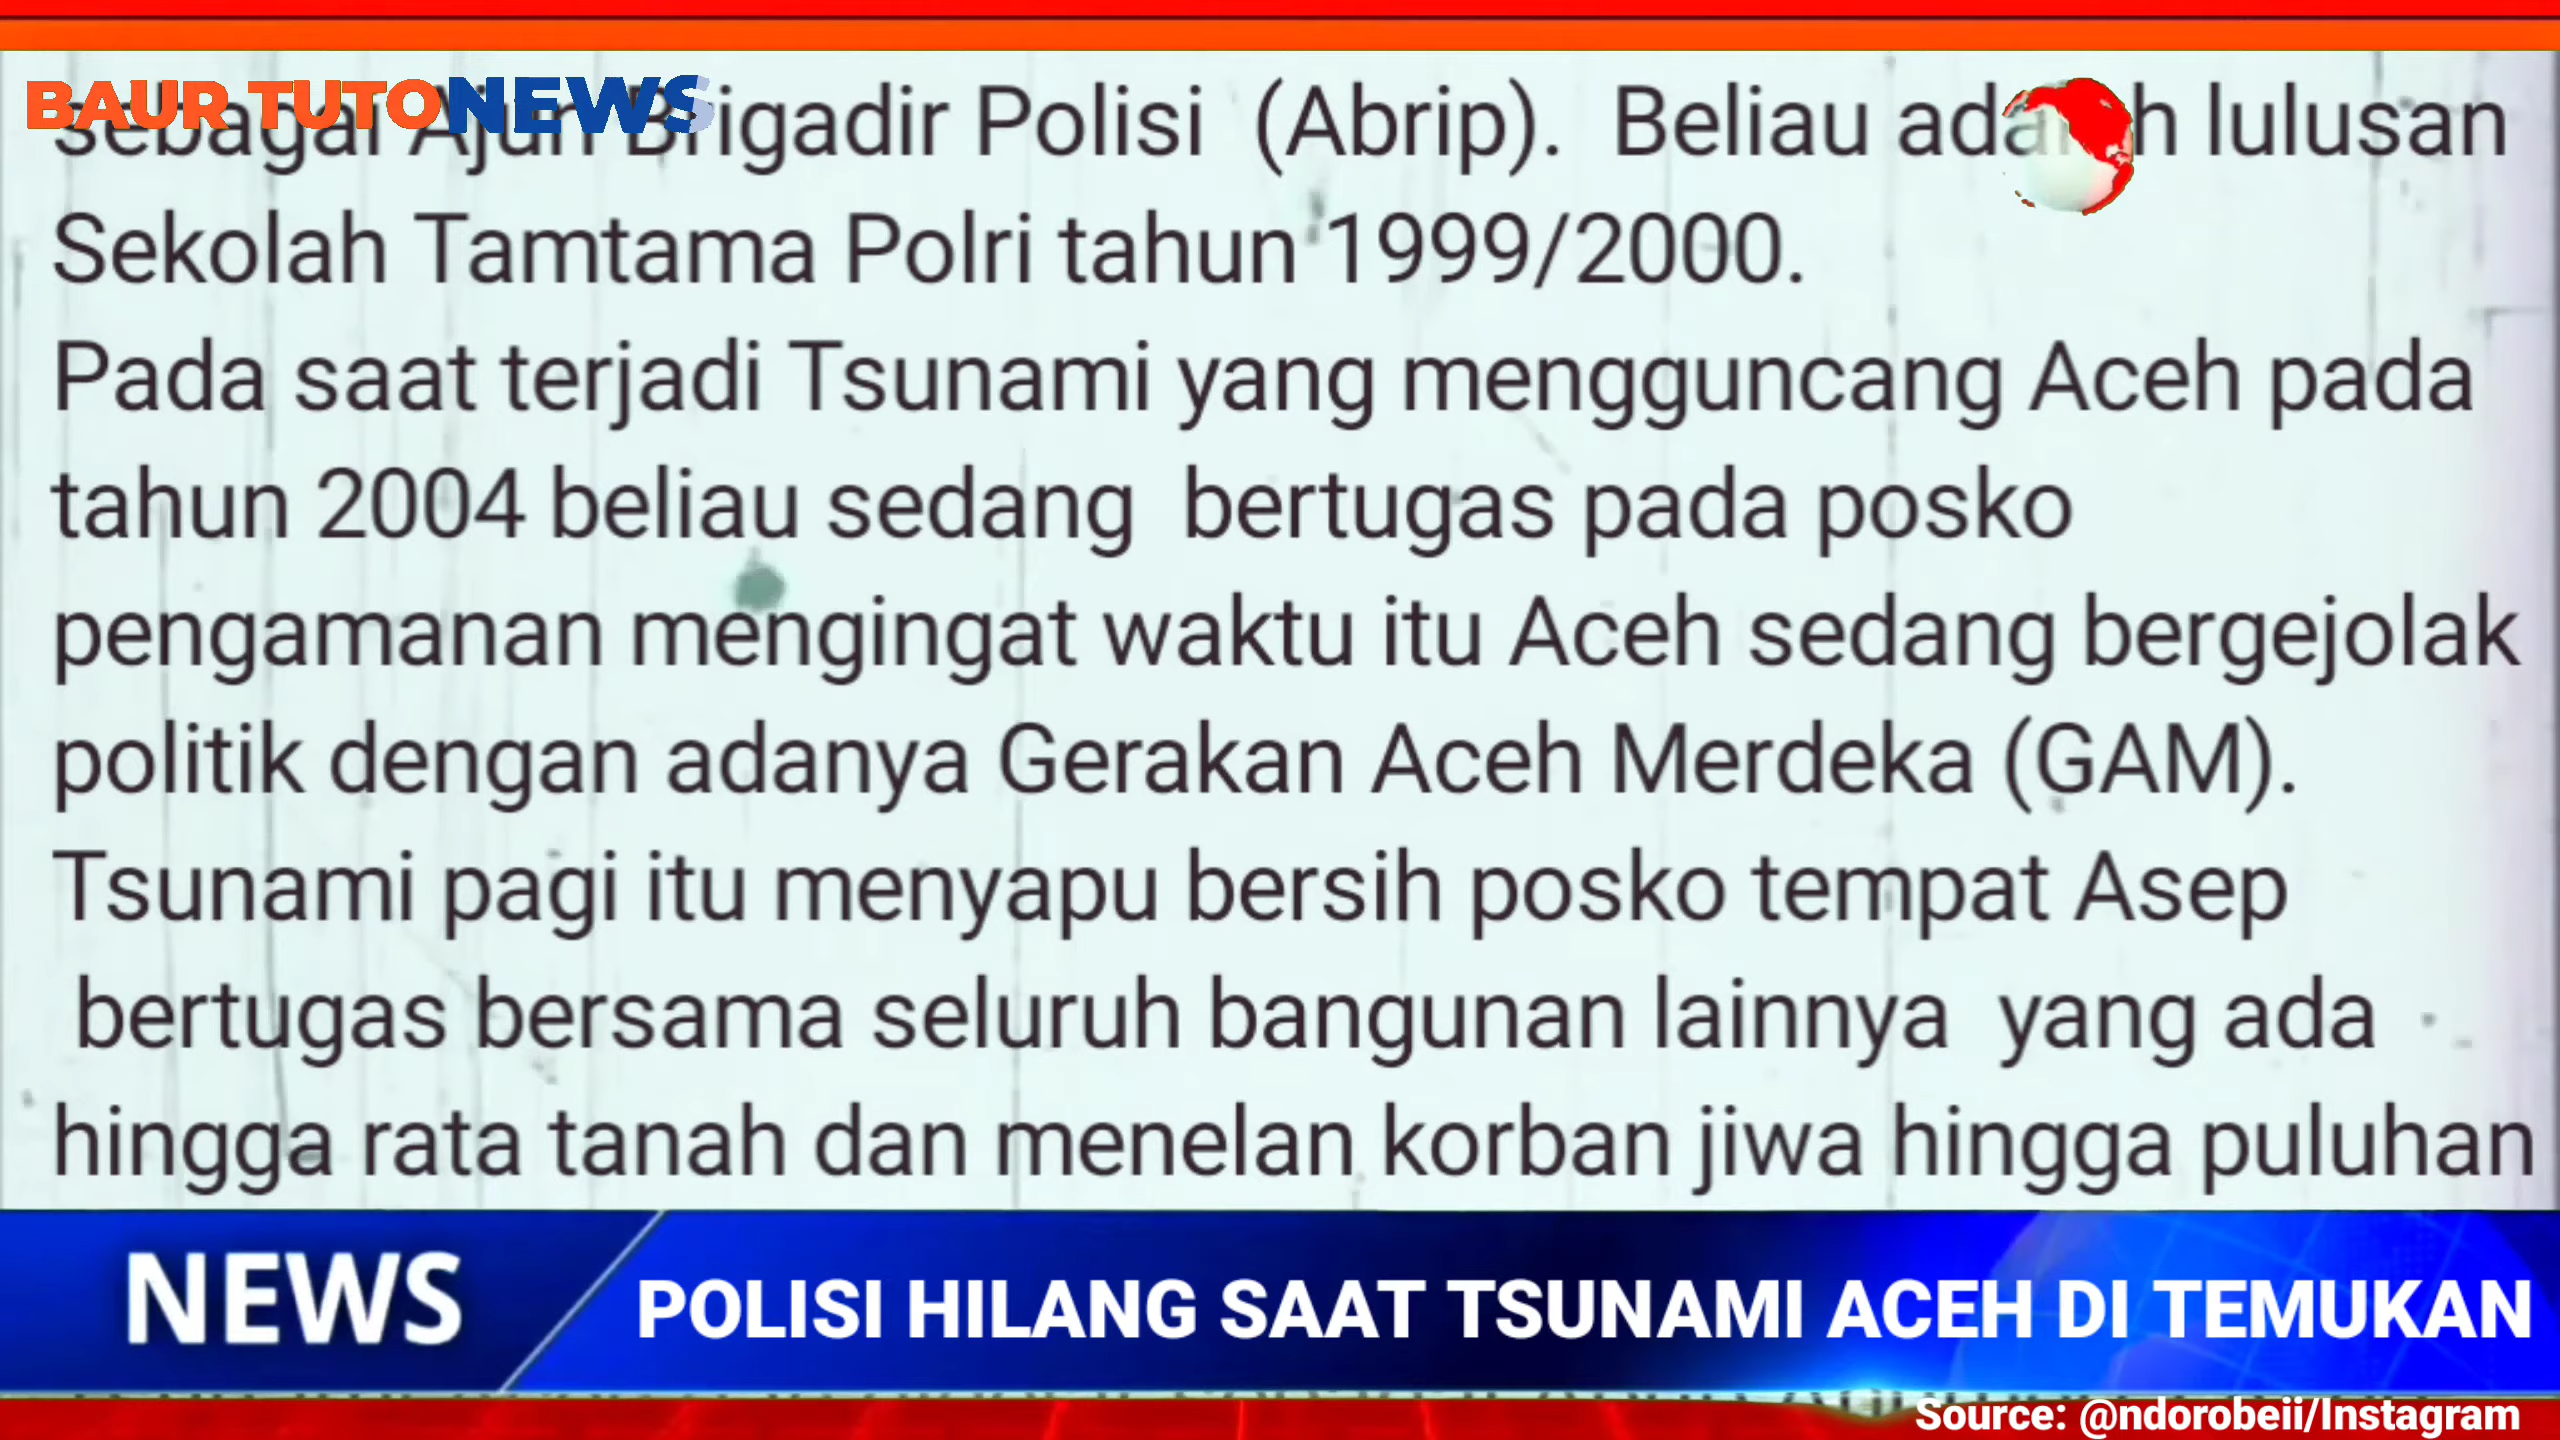 BAUR TUTO NEWS
sebagai Ajun Brigadir Polisi (Abrip). Beliau adalah lulusan
Sekolah Tamtama Polri tahun 1999/2000.
Pada saat terjadi Tsunami yang mengguncang Aceh pada
tahun 2004 beliau sedang bertugas pada posko
pengamanan mengingat waktu itu Aceh sedang bergejolak
politik dengan adanya Gerakan Aceh Merdeka (GAM).
Tsunami pagi itu menyapu bersih posko tempat Asep
bertugas bersama seluruh bangunan lainnya yang ada
hingga rata tanah dan menelan korban jiwa hingga puluhan
NEWS
POLISI HILANG SAAT TSUNAMI ACEH DI TEMUKAN
Source: @ndorobeii/Instagram